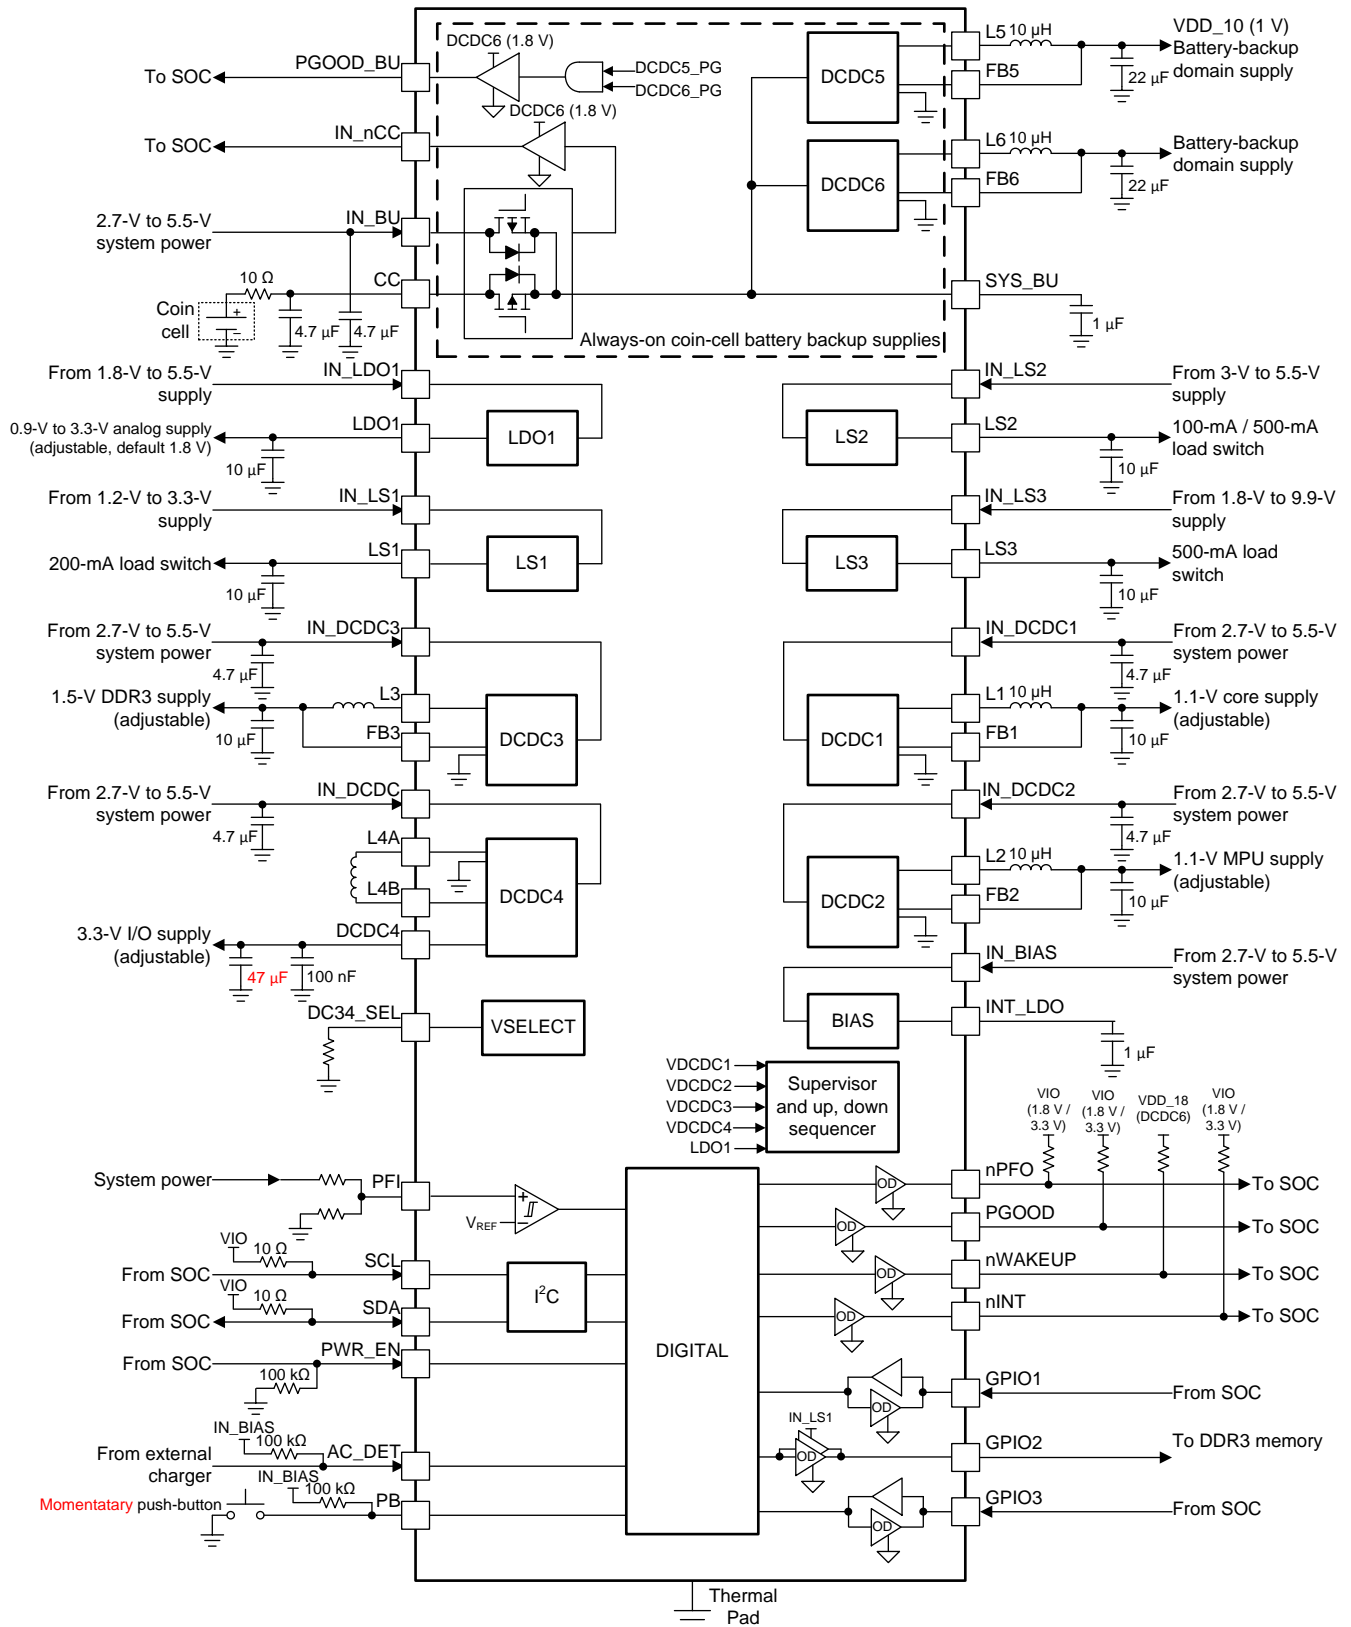 DCDC6 (1.8 V)
PGOOD_BU
To SOC
DCDC5_PG
DCDC6_PG
DCDC6 (1.8 V)
IN_nCC
To SOC
2.7-V to 5.5-V
system power
IN_BU
10 Ω
CC
Coin
cell
+
−
4.7 µF
4.7 µF
DCDC5
L5
10 µH
FB5
22 µF
VDD_10 (1 V)
Battery-backup
domain supply
DCDC6
L6
10 µH
FB6
22 µF
Battery-backup
domain supply
SYS_BU
1 µF
Always-on coin-cell battery backup supplies
From 1.8-V to 5.5-V
supply
IN_LDO1
0.9-V to 3.3-V analog supply
(adjustable, default 1.8 V)
LDO1
10 µF
LDO1
IN_LS2
From 3-V to 5.5-V
supply
LS2
LS2
100-mA / 500-mA
load switch
10 µF
From 1.2-V to 3.3-V
supply
IN_LS1
200-mA load switch
LS1
10 µF
LS1
IN_LS3
From 1.8-V to 9.9-V
supply
LS3
LS3
500-mA load
switch
10 µF
From 2.7-V to 5.5-V
system power
IN_DCDC3
4.7 µF
1.5-V DDR3 supply
(adjustable)
L3
10 µF
FB3
DCDC3
IN_DCDC1
From 2.7-V to 5.5-V
system power
4.7 µF
DCDC1
L1
10 µH
1.1-V core supply
(adjustable)
FB1
10 µF
From 2.7-V to 5.5-V
system power
IN_DCDC
4.7 µF
L4A
L4B
DCDC4
3.3-V I/O supply
(adjustable)
DCDC4
47 µF
100 nF
IN_DCDC2
From 2.7-V to 5.5-V
system power
4.7 µF
DCDC2
L2
10 µH
1.1-V MPU supply
(adjustable)
FB2
10 µF
IN_BIAS
From 2.7-V to 5.5-V
system power
DC34_SEL
VSELECT
BIAS
INT_LDO
1 µF
VDCDC1
VDCDC2
VDCDC3
VDCDC4
LDO1
Supervisor
and up, down
sequencer
VIO
(1.8 V /
3.3 V)
VIO
(1.8 V /
3.3 V)
VDD_18
(DCDC6)
VIO
(1.8 V /
3.3 V)
System power
PFI
+
−
VREF
DIGITAL
OD
nPFO
To SOC
OD
PGOOD
To SOC
VIO
10 Ω
SCL
From SOC
VIO
10 Ω
SDA
From SOC
I2C
OD
nWAKEUP
To SOC
OD
nINT
To SOC
From SOC
PWR_EN
100 kΩ
OD
GPIO1
From SOC
IN_BIAS
100 kΩ
AC_DET
From external
charger
IN_LS1
OD
GPIO2
To DDR3 memory
IN_BIAS
100 kΩ
PB
Momentatary push-button
OD
GPIO3
From SOC
Thermal
Pad